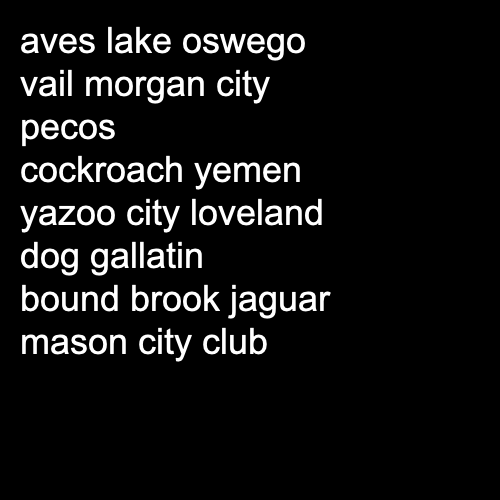 aves lake oswego
vail morgan city
pecos
cockroach yemen
yazoo city loveland
dog gallatin
bound brook jaguar
mason city club